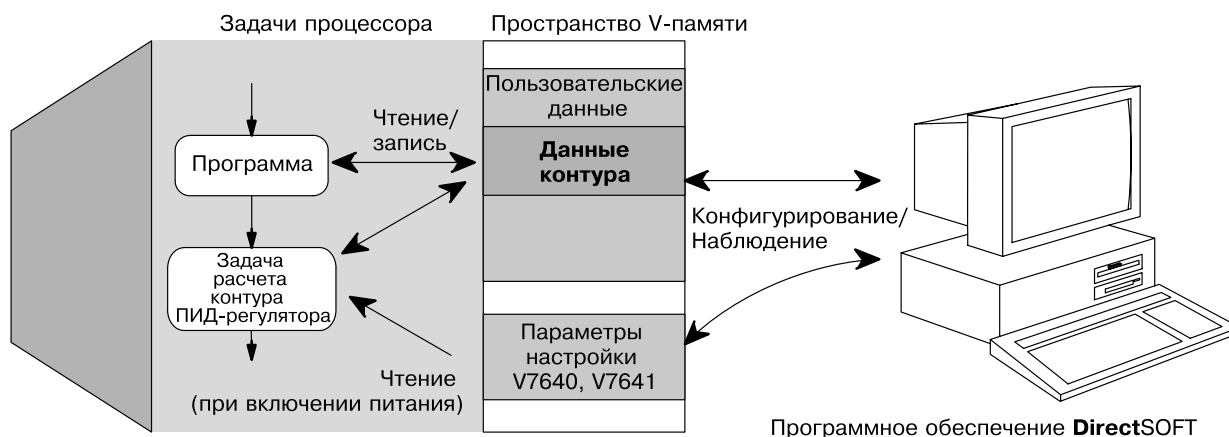 Задачи процессора
Пространство V-памяти
Пользовательские
данные
Чтение/
запись
Программа
Данные
контура
Конфигурирование/
Наблюдение
Задача
расчета
контура
ПИД-регулятора
Параметры
настройки
V7640, V7641
Чтение
(при включении питания)
Программное обеспечение DirectSOFT